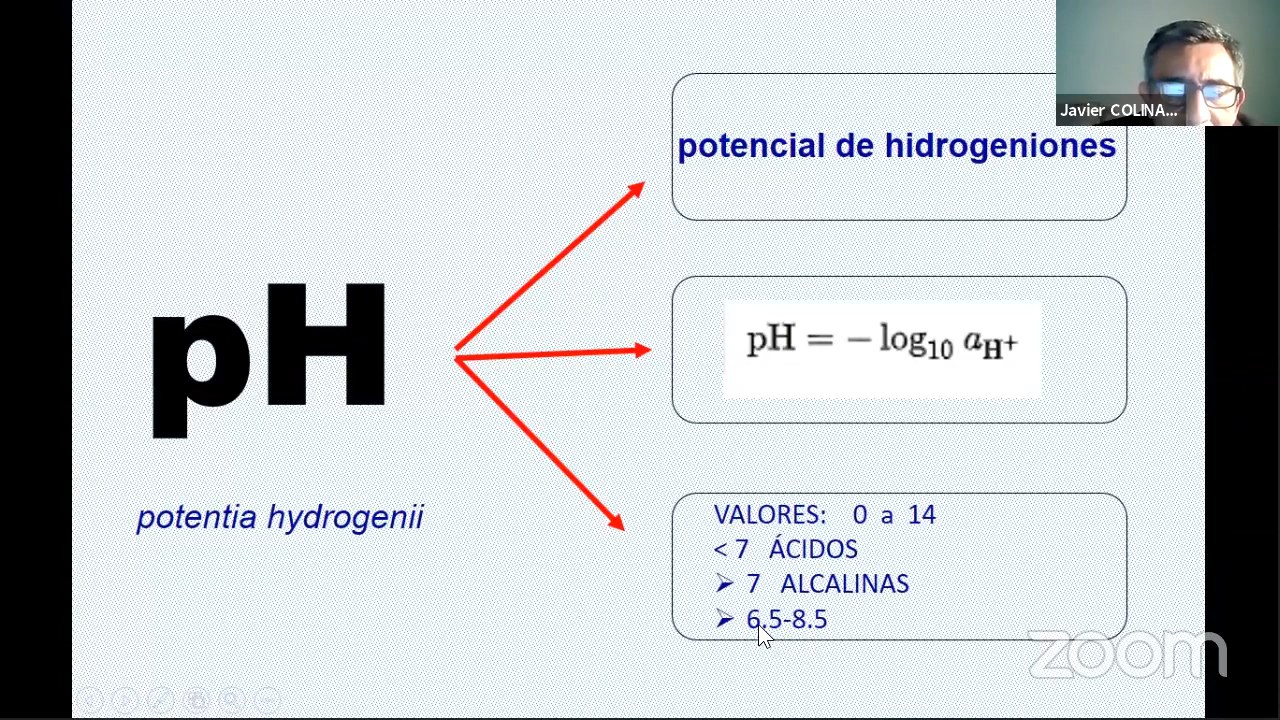 Javier COLINA...
potencial de hidrogeniones
pH
pH = − log₁₀ a_H⁺
potentia hydrogenii
VALORES: 0 a 14
< 7 ÁCIDOS
➢ 7 ALCALINAS
➢ 6.5-8.5
zoom